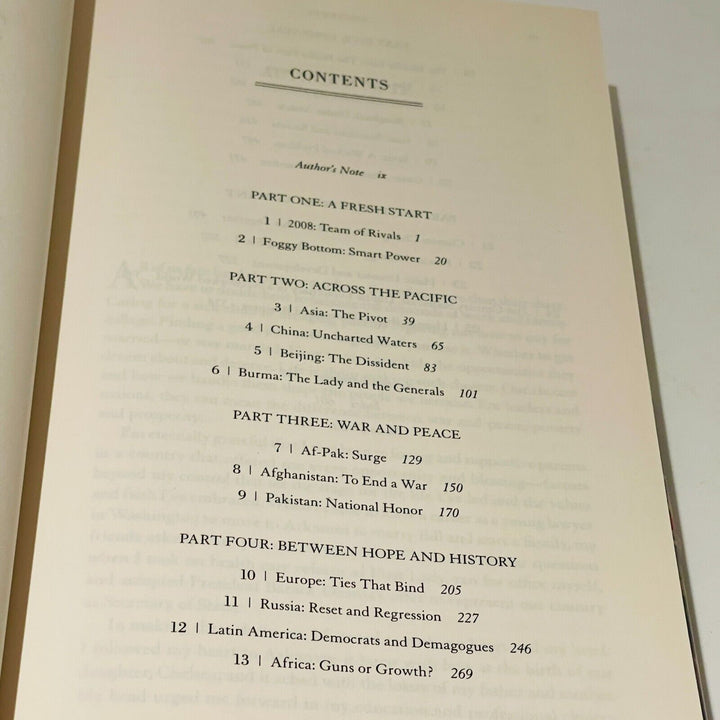 CONTENTS
Author's Note ix
PART ONE: A FRESH START
1 | 2008: Team of Rivals 1
2 | Foggy Bottom: Smart Power 20
PART TWO: ACROSS THE PACIFIC
3 | Asia: The Pivot 39
4 | China: Uncharted Waters 65
5 | Beijing: The Dissident 83
6 | Burma: The Lady and the Generals 101
PART THREE: WAR AND PEACE
7 | Af-Pak: Surge 129
8 | Afghanistan: To End a War 150
9 | Pakistan: National Honor 170
PART FOUR: BETWEEN HOPE AND HISTORY
10 | Europe: Ties That Bind 205
11 | Russia: Reset and Regression 227
12 | Latin America: Democrats and Demagogues 246
13 | Africa: Guns or Growth? 269